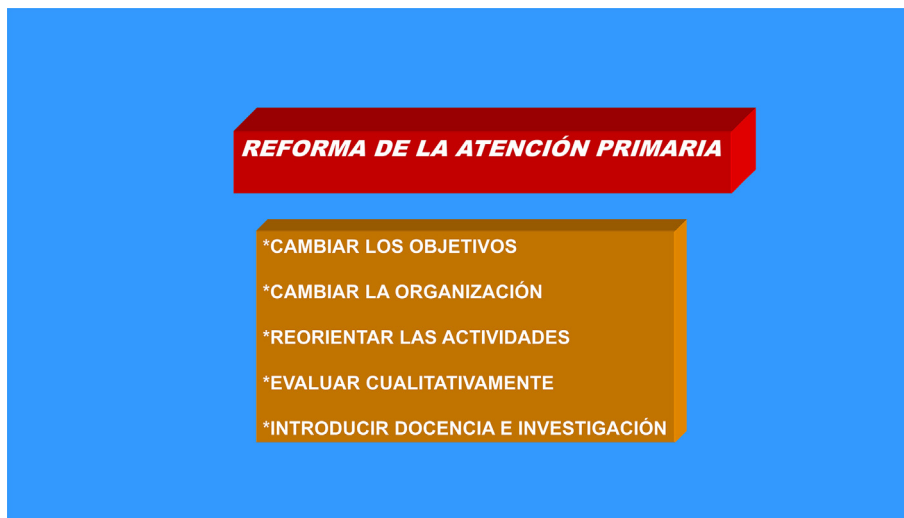 REFORMA DE LA ATENCIÓN PRIMARIA
*CAMBIAR LOS OBJETIVOS
*CAMBIAR LA ORGANIZACIÓN
*REORIENTAR LAS ACTIVIDADES
*EVALUAR CUALITATIVAMENTE
*INTRODUCIR DOCENCIA E INVESTIGACIÓN